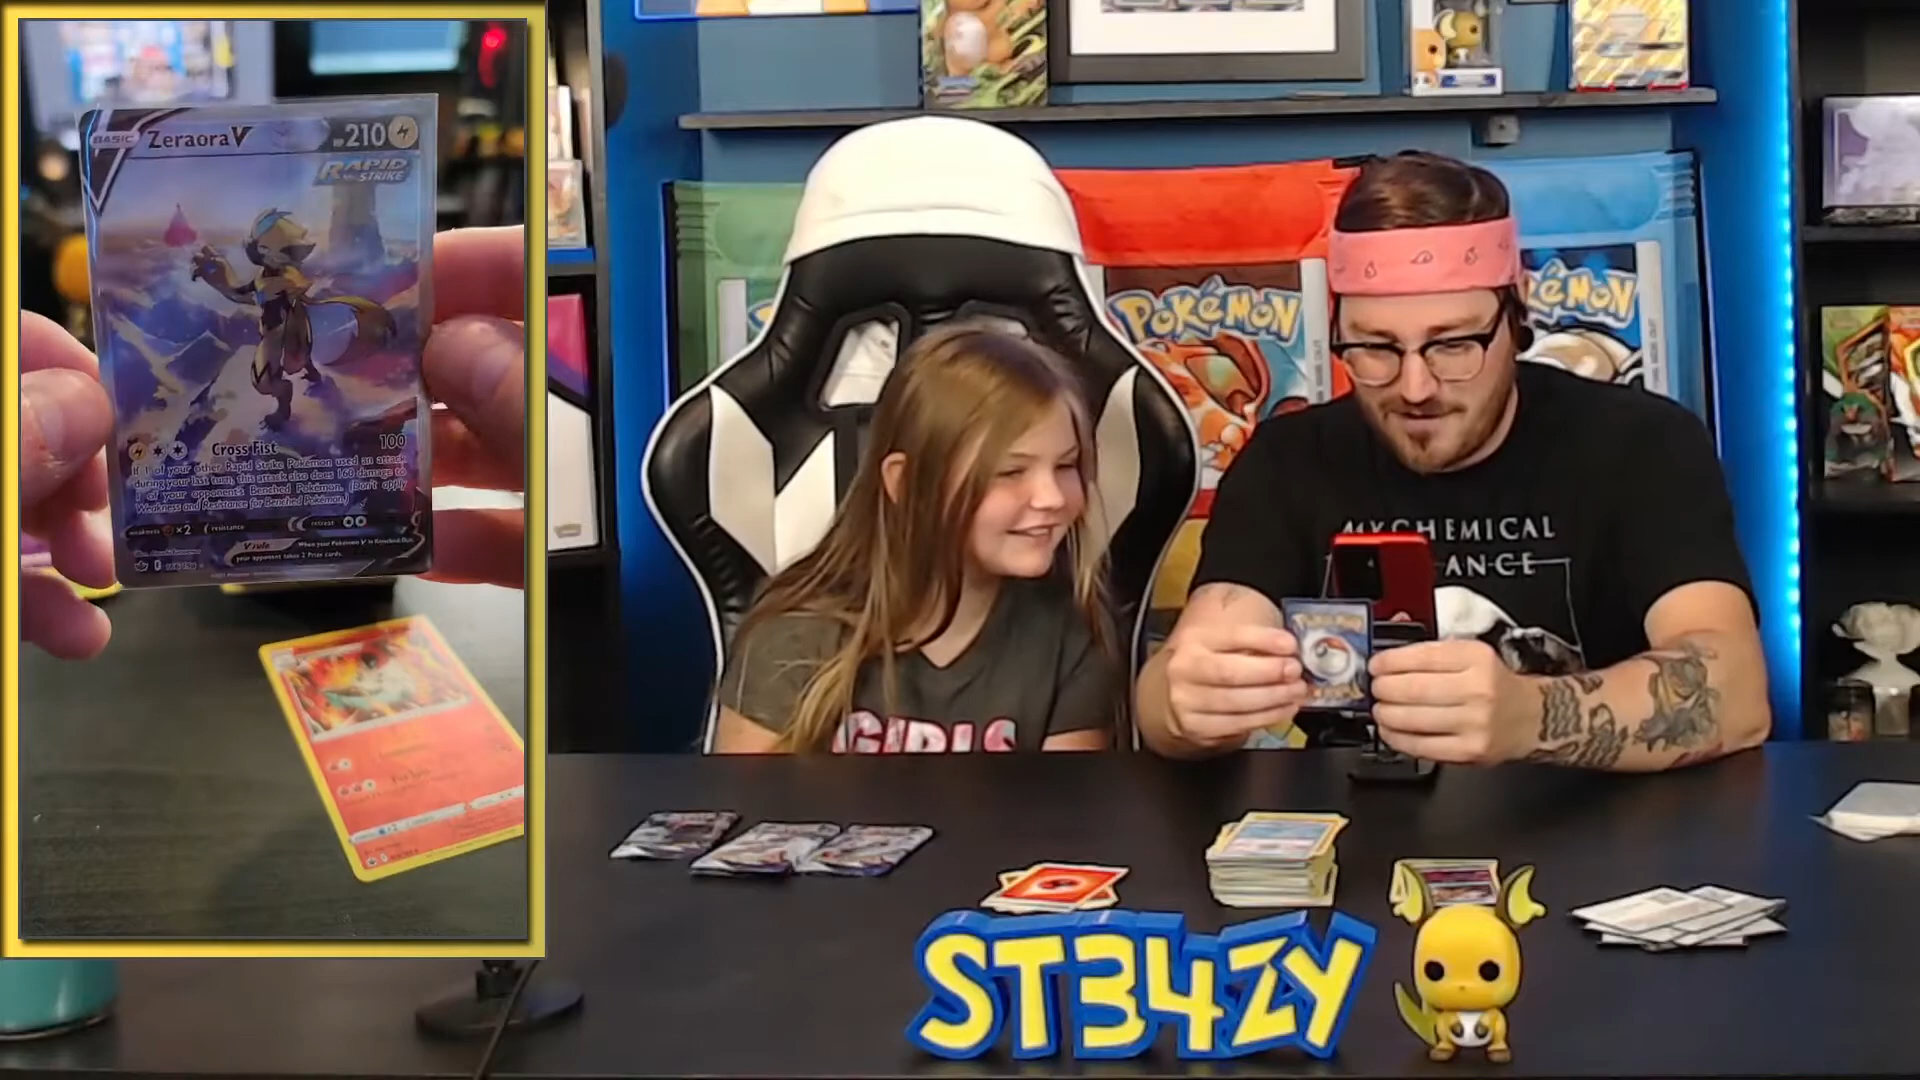 BASIC Zeraora V HP 210
RAPID
STRIKE
Cross Fist 100
If 1 of your other Rapid Strike Pokémon used an attack
during your last turn, this attack also does 160 damage to
1 of your opponent's Benched Pokémon. (Don't apply
Weakness and Resistance for Benched Pokémon.)
weakness ×2 resistance retreat
V rule When your Pokémon V is Knocked Out,
your opponent takes 2 Prize cards.
POKéMON
KéMON
MY CHEMICAL
ANCE
GIRLS
ST34ZY